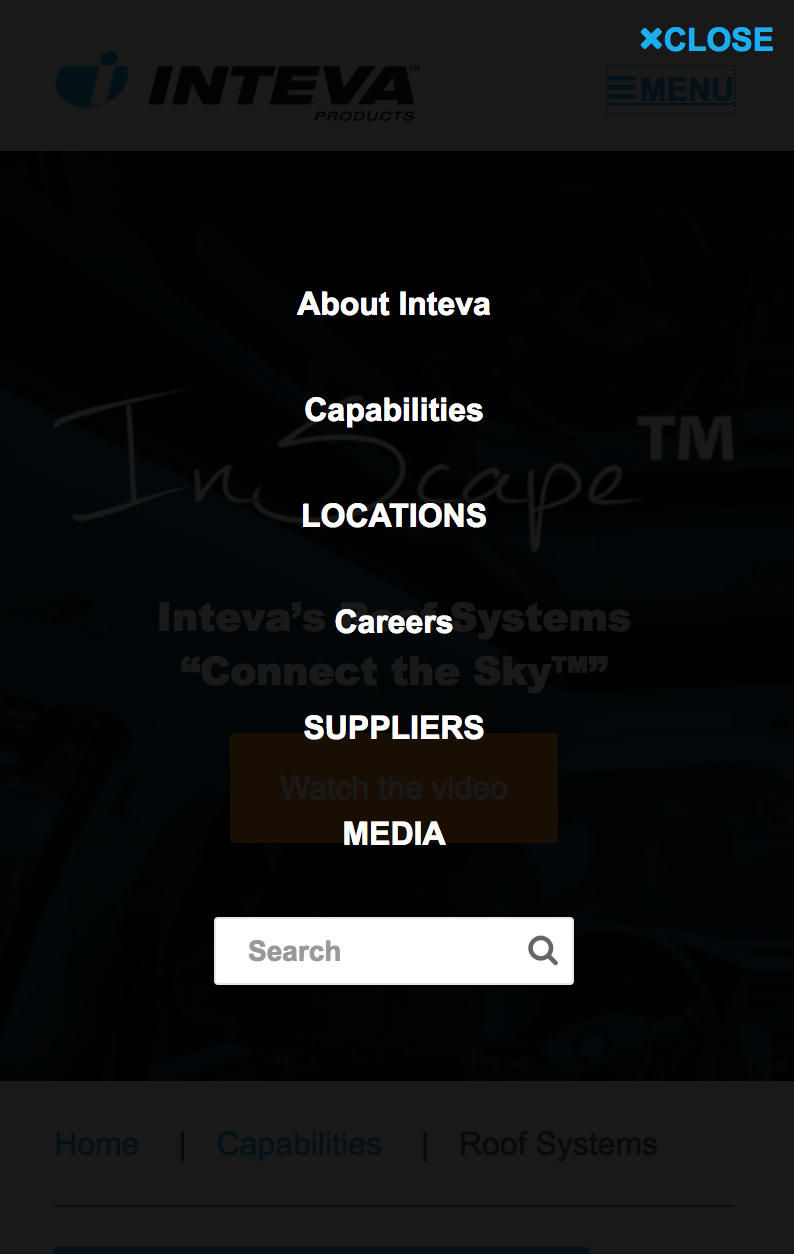 CLOSE
INTEVA™
PRODUCTS
MENU
About Inteva
Capabilities
InScape™
LOCATIONS
Inteva’s Roof Systems
Careers
“Connect the Sky™”
SUPPLIERS
Watch the video
MEDIA
Search
Home | Capabilities | Roof Systems